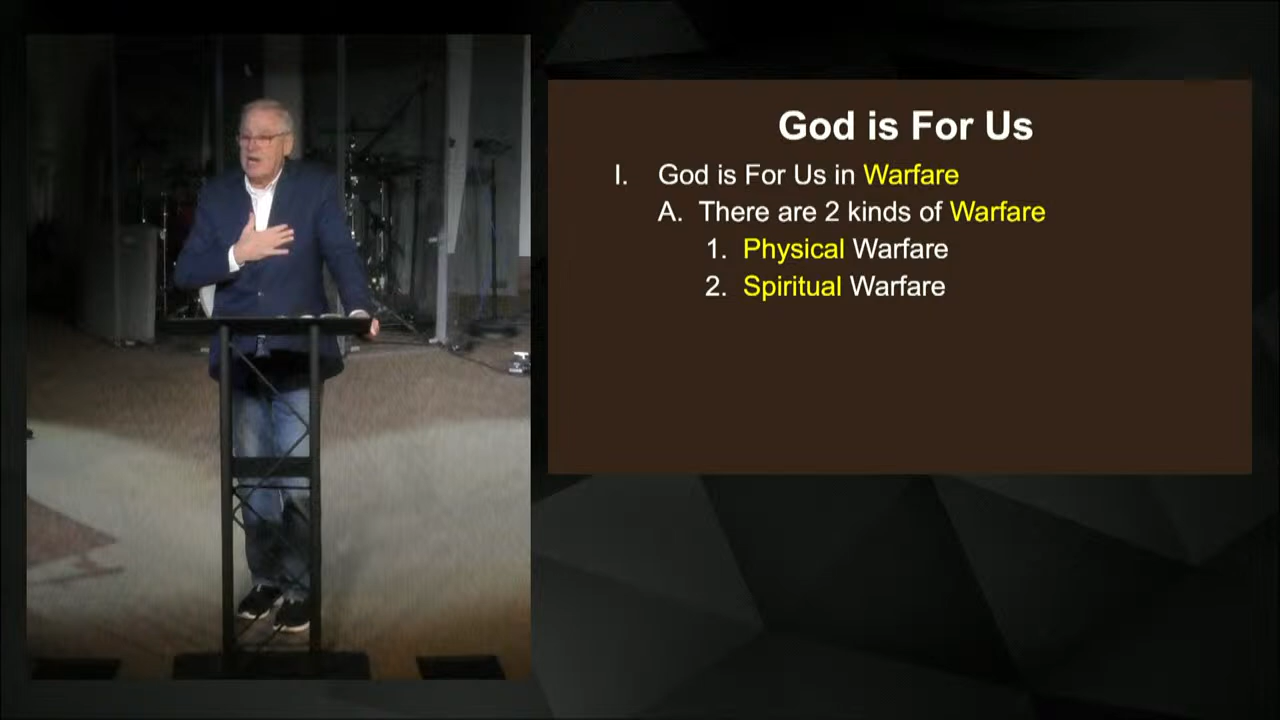 God is For Us
I. God is For Us in Warfare
A. There are 2 kinds of Warfare
1. Physical Warfare
2. Spiritual Warfare